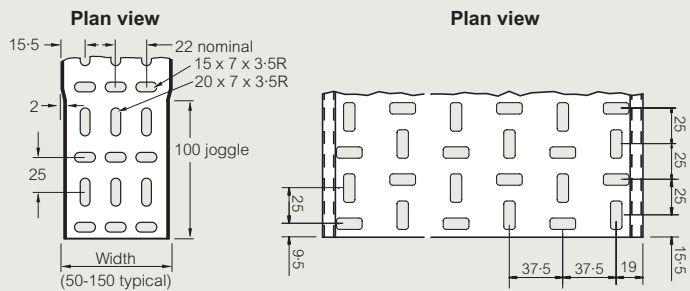 Plan view
15·5
22 nominal
15 x 7 x 3·5R
20 x 7 x 3·5R
2
100 joggle
25
Width
(50-150 typical)
Plan view
25
25
25
25
9·5
37·5
37·5
19
15·5